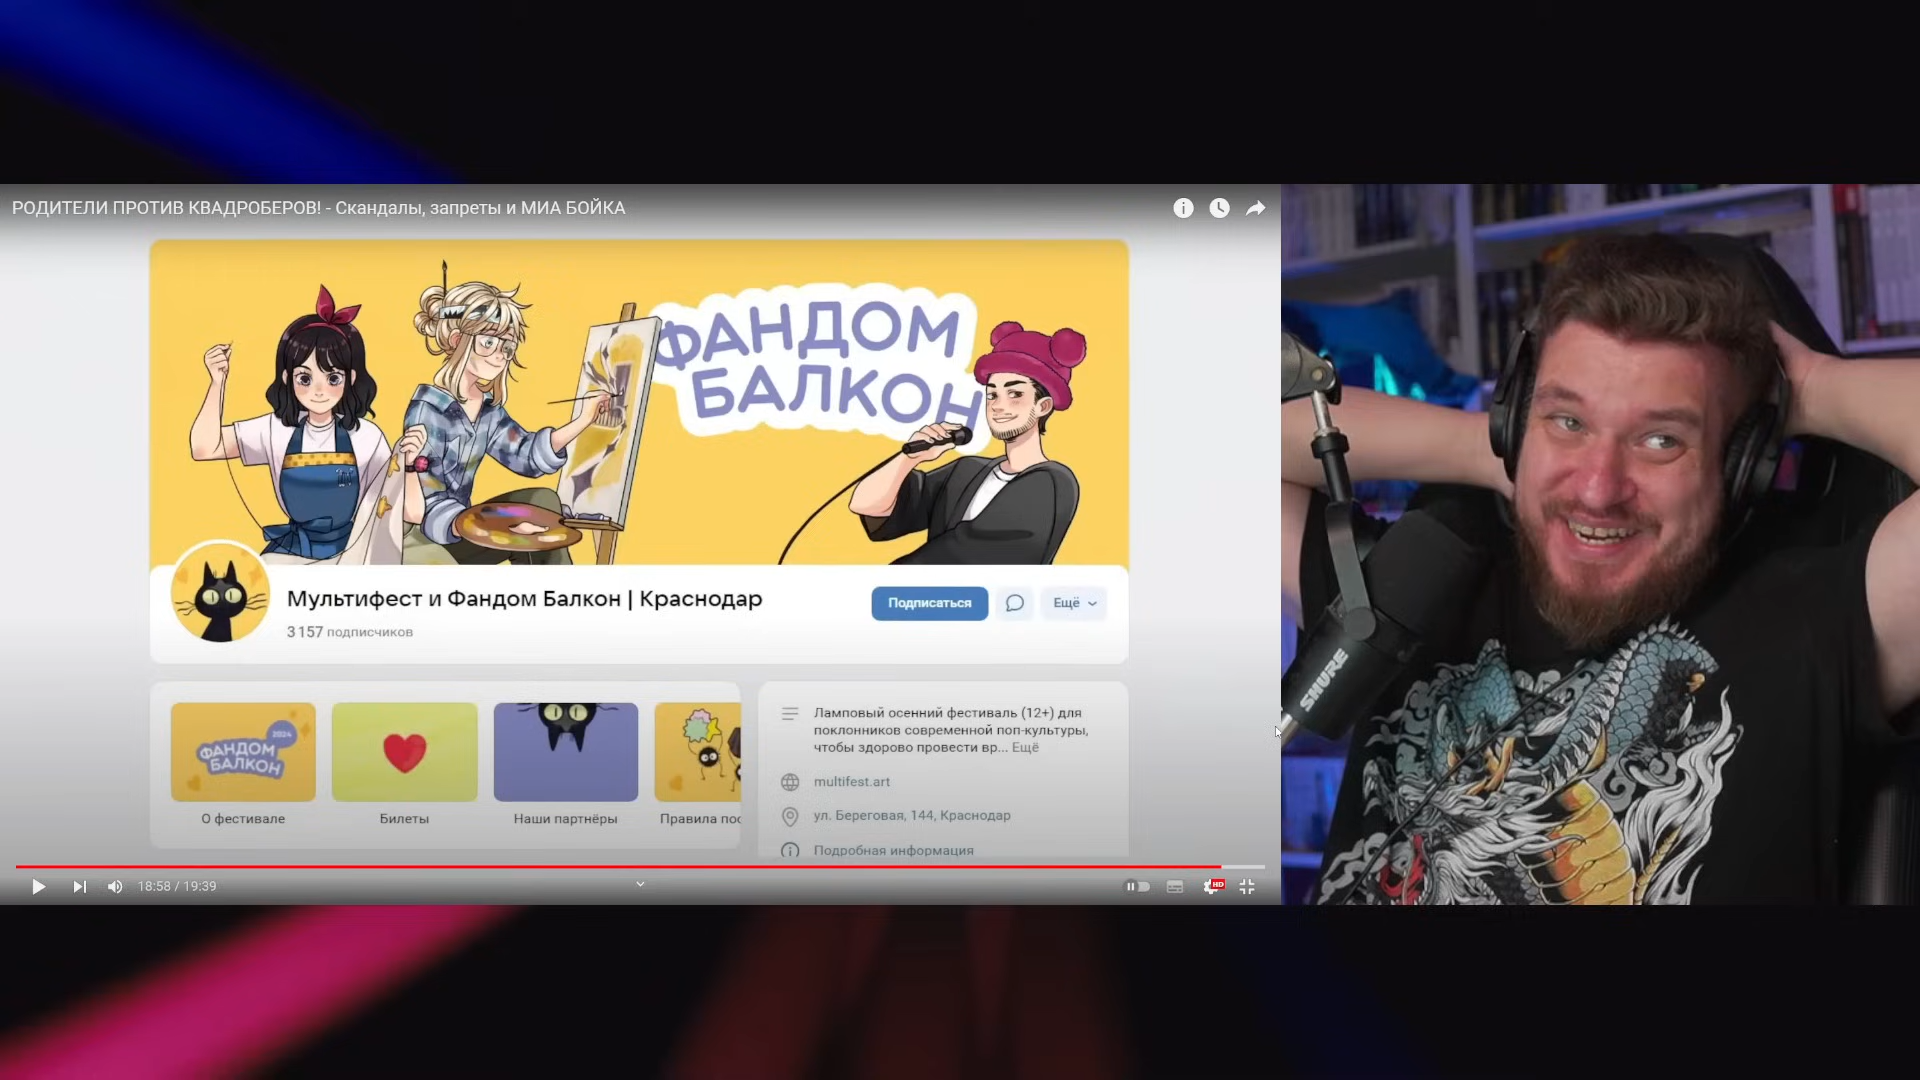 РОДИТЕЛИ ПРОТИВ КВАДРОБЕРОВ! - Скандалы, запреты и МИА БОЙКА
ФАНДОМ
БАЛКОН
Мультифест и Фандом Балкон | Краснодар
3 157 подписчиков
Подписаться
Ещё
2024
ФАНДОМ
БАЛКОН
О фестивале
Билеты
Наши партнёры
Правила пос
Ламповый осенний фестиваль (12+) для
поклонников современной поп-культуры,
чтобы здорово провести вр... Ещё
multifest.art
ул. Береговая, 144, Краснодар
Подробная информация
18:58 / 19:39
HD
SHURE